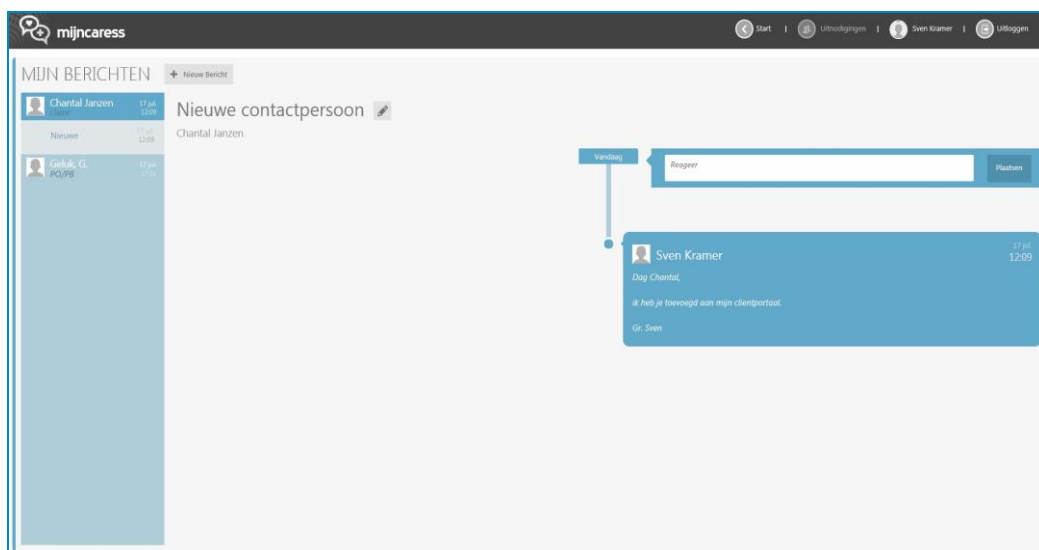 mijncaress
Start | Uitnodigingen | Sven Kramer | Uitloggen
MIJN BERICHTEN
+ Nieuw Bericht
Chantal Janzen 17 jul.
Cliënt 12:09
Nieuwe 17 jul.
12:09
Geluk, G. 17 jul.
PO/PB
Nieuwe contactpersoon
Chantal Janzen
Vandaag
Reageer
Plaatsen
Sven Kramer 17 jul.
12:09
Dag Chantal,
ik heb je toevoegd aan mijn clientportaal.
Gr. Sven